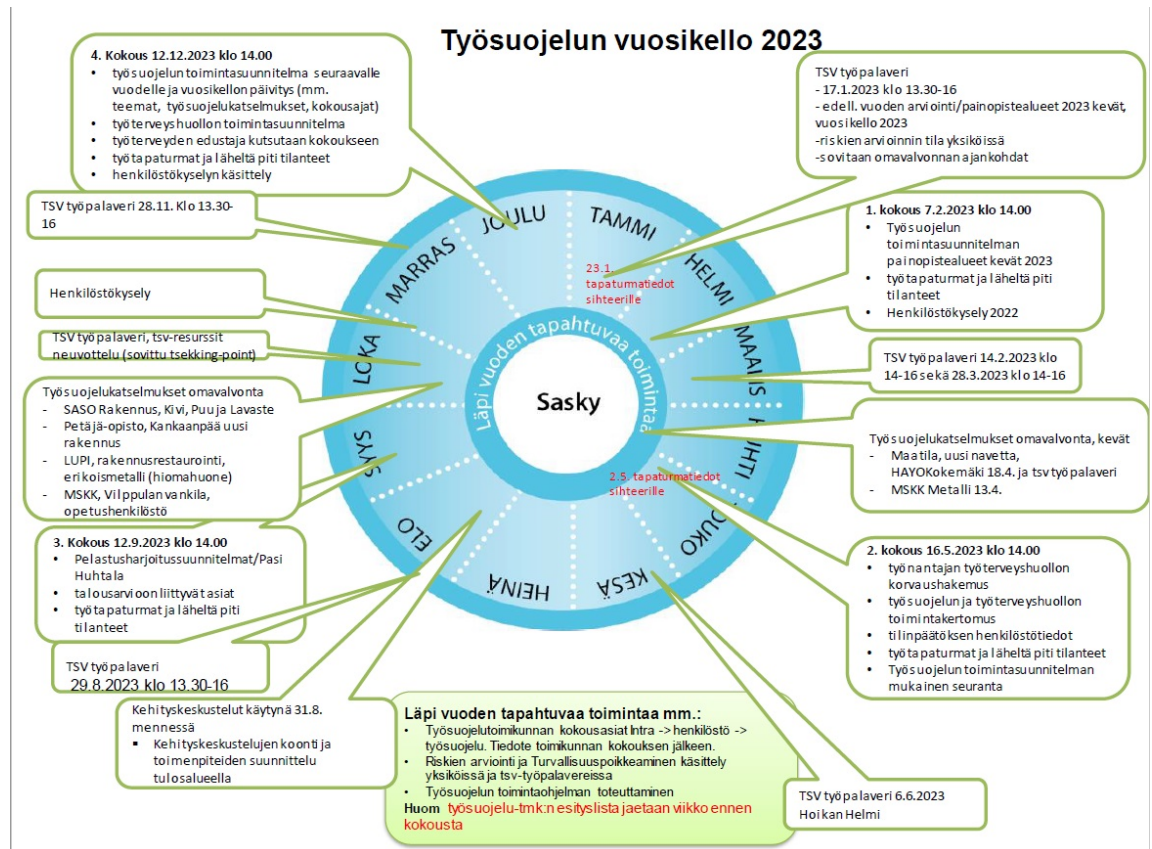 Työsuojelun vuosikello 2023
4. Kokous 12.12.2023 klo 14.00
• työsuojelun toimintasuunnitelma seuraavalle
vuodelle ja vuosikellon päivitys (mm.
teemat, työsuojelukatselmukset, kokousajat)
• työterveyshuollon toimintasuunnitelma
• työterveyden edustaja kutsutaan kokoukseen
• työtapaturmat ja läheltä piti tilanteet
• henkilöstökyselyn käsittely
TSV työpalaveri
- 17.1.2023 klo 13.30-16
- edell. vuoden arviointi/painopistealueet 2023 kevät,
vuosikello 2023
-riskien arvioinnin tila yksiköissä
-sovitaan omavalvonnan ajankohdat
TSV työpalaveri 28.11. Klo 13.30-
16
1. kokous 7.2.2023 klo 14.00
• Työsuojelun
toimintasuunnitelman
painopistealueet kevät 2023
• työtapaturmat ja läheltä piti
tilanteet
• Henkilöstökysely 2022
Henkilöstökysely
TSV työpalaveri, tsv-resurssit
neuvottelu (sovittu tsekking-point)
TSV työpalaveri 14.2.2023 klo
14-16 sekä 28.3.2023 klo 14-16
Työsuojelukatselmukset omavalvonta
- SASO Rakennus, Kivi, Puu ja Lavaste
- Petäjä-opisto, Kankaanpää uusi
rakennus
- LUPI, rakennusrestaurointi,
erikoismetalli (hiomahuone)
- MSKK, Vilppulan vankila,
opetushenkilöstö
Työsuojelukatselmukset omavalvonta, kevät
- Maatila, uusi navetta,
HAYOKokemäki 18.4. ja tsv työpalaveri
- MSKK Metalli 13.4.
3. Kokous 12.9.2023 klo 14.00
• Pelastusharjoitussuunnitelmat/Pasi
Huhtala
• talousarvioon liittyvät asiat
• työtapaturmat ja läheltä piti
tilanteet
2. kokous 16.5.2023 klo 14.00
• työnantajan työterveyshuollon
korvaushakemus
• työsuojelun ja työterveyshuollon
toimintakertomus
• tilinpäätöksen henkilöstötiedot
• työtapaturmat ja läheltä piti tilanteet
• Työsuojelun toimintasuunnitelman
mukainen seuranta
TSV työpalaveri
29.8.2023 klo 13.30-16
Kehityskeskustelut käytynä 31.8.
mennessä
▪ Kehityskeskustelujen koonti ja
toimenpiteiden suunnittelu
tulosalueella
TSV työpalaveri 6.6.2023
Hoikan Helmi
TAMMI
HELMI
MAALIS
HUHTI
TOUKO
KESÄ
HEINÄ
ELO
SYYS
LOKA
MARRAS
JOULU
23.1.
tapaturmatiedot
sihteerille
2.5. tapaturmatiedot
sihteerille
Läpi vuoden tapahtuvaa toimintaa
Sasky
Läpi vuoden tapahtuvaa toimintaa mm.:
• Työsuojelutoimikunnan kokousasiat Intra -> henkilöstö ->
työsuojelu. Tiedote toimikunnan kokouksen jälkeen.
• Riskien arviointi ja Turvallisuuspoikkeaminen käsittely
yksiköissä ja tsv-työpalavereissa
• Työsuojelun toimintaohjelman toteuttaminen
Huom työsuojelu-tmk:n esityslista jaetaan viikko ennen
kokousta